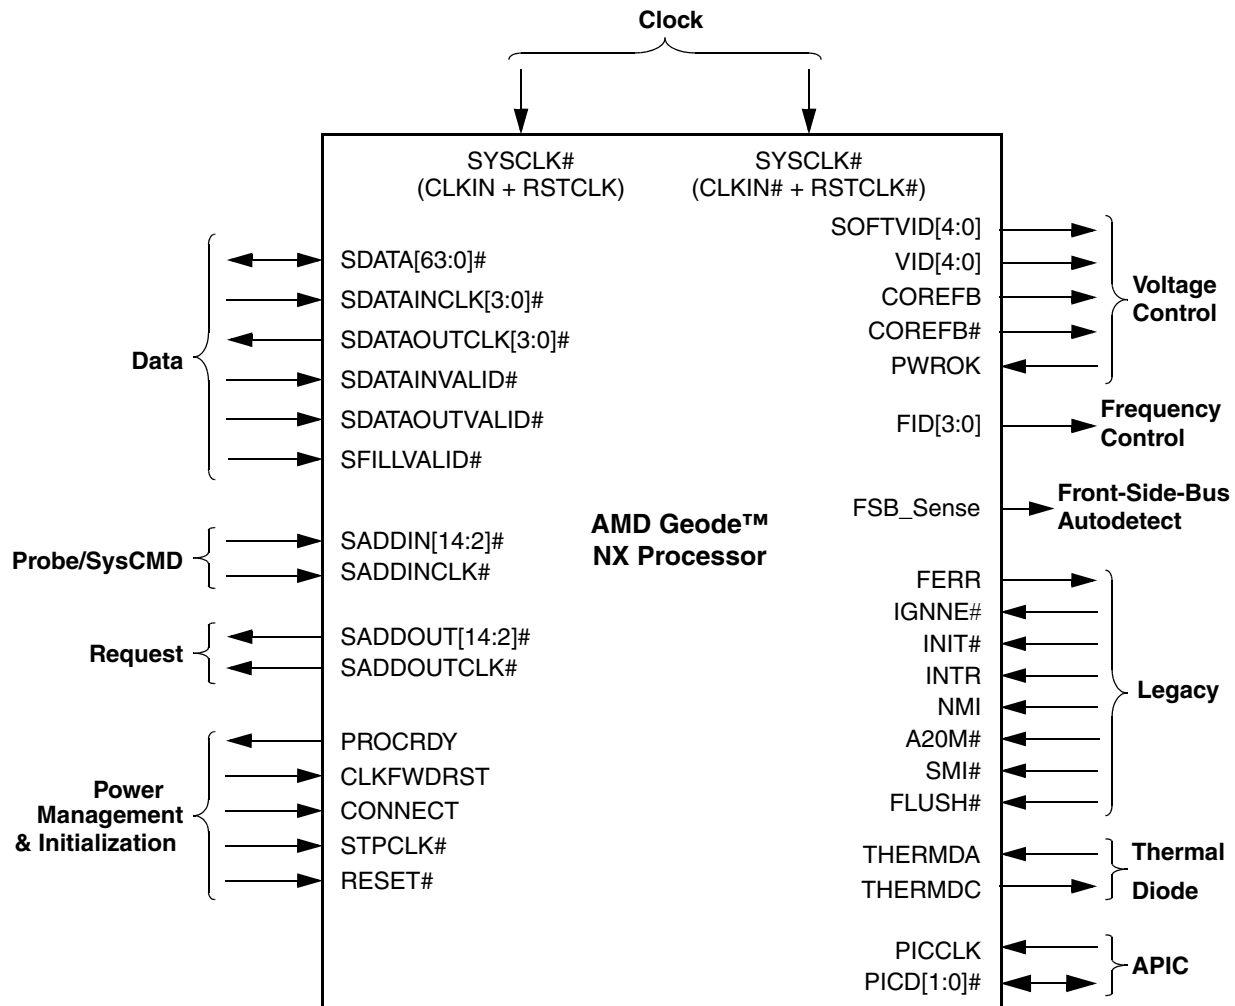 Clock
SYSCLK#
(CLKIN + RSTCLK)
SYSCLK#
(CLKIN# + RSTCLK#)
Data
SDATA[63:0]#
SDATAINCLK[3:0]#
SDATAOUTCLK[3:0]#
SDATAINVALID#
SDATAOUTVALID#
SFILLVALID#
Probe/SysCMD
SADDIN[14:2]#
SADDINCLK#
Request
SADDOUT[14:2]#
SADDOUTCLK#
Power
Management
& Initialization
PROCRDY
CLKFWDRST
CONNECT
STPCLK#
RESET#
AMD Geode™
NX Processor
SOFTVID[4:0]
VID[4:0]
COREFB
COREFB#
PWROK
Voltage
Control
FID[3:0]
Frequency
Control
FSB_Sense
Front-Side-Bus
Autodetect
FERR
IGNNE#
INIT#
INTR
NMI
A20M#
SMI#
FLUSH#
Legacy
THERMDA
THERMDC
Thermal
Diode
PICCLK
PICD[1:0]#
APIC